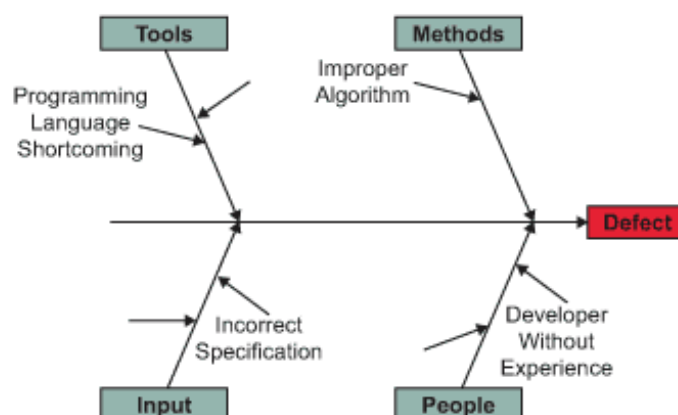 Tools
Methods
Programming
Language
Shortcoming
Improper
Algorithm
Defect
Incorrect
Specification
Developer
Without
Experience
Input
People